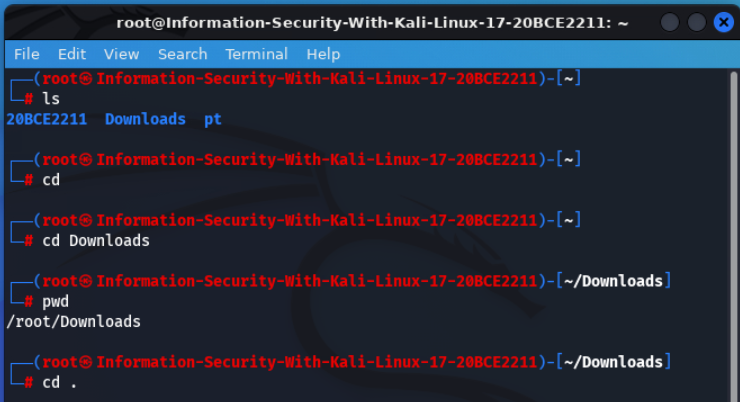 root@Information-Security-With-Kali-Linux-17-20BCE2211: ~
File Edit View Search Terminal Help
┌──(root㉿Information-Security-With-Kali-Linux-17-20BCE2211)-[~]
└─# ls
20BCE2211 Downloads pt
┌──(root㉿Information-Security-With-Kali-Linux-17-20BCE2211)-[~]
└─# cd
┌──(root㉿Information-Security-With-Kali-Linux-17-20BCE2211)-[~]
└─# cd Downloads
┌──(root㉿Information-Security-With-Kali-Linux-17-20BCE2211)-[~/Downloads]
└─# pwd
/root/Downloads
┌──(root㉿Information-Security-With-Kali-Linux-17-20BCE2211)-[~/Downloads]
└─# cd .